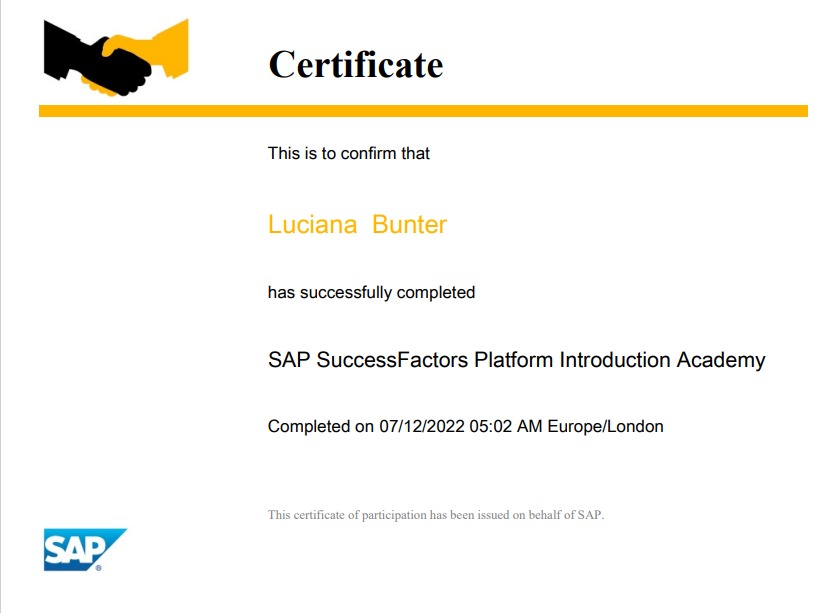 Certificate
This is to confirm that
Luciana Bunter
has successfully completed
SAP SuccessFactors Platform Introduction Academy
Completed on 07/12/2022 05:02 AM Europe/London
This certificate of participation has been issued on behalf of SAP.
SAP®